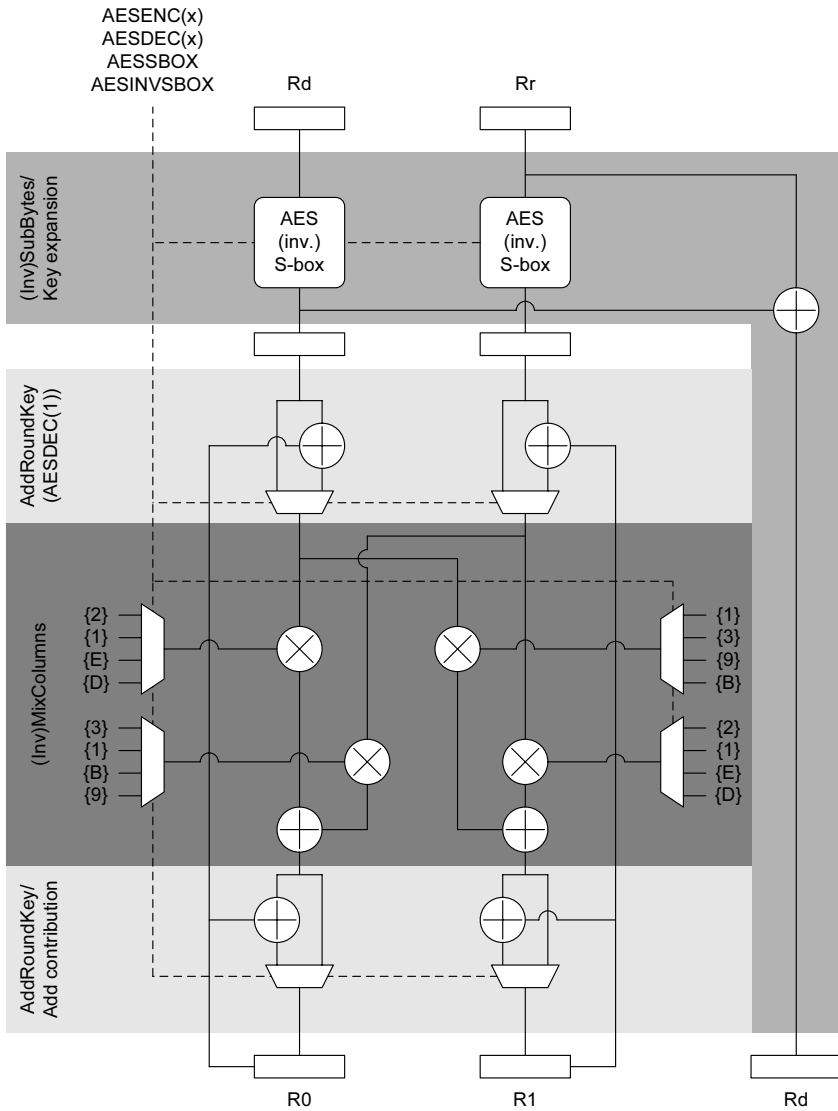 AESENC(x)
AESDEC(x)
AESSBOX
AESINVSBOX
Rd
Rr
(Inv)SubBytes/
Key expansion
AES
(inv.)
S-box
AES
(inv.)
S-box
AddRoundKey
(AESDEC(1))
(Inv)MixColumns
{2}
{1}
{E}
{D}
{1}
{3}
{9}
{B}
{3}
{1}
{B}
{9}
{2}
{1}
{E}
{D}
AddRoundKey/
Add contribution
R0
R1
Rd